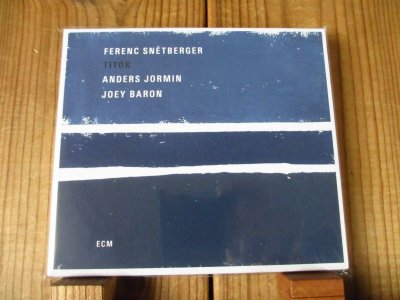 FERENC SNÉTBERGER
TITOK
ANDERS JORMIN
JOEY BARON
ECM